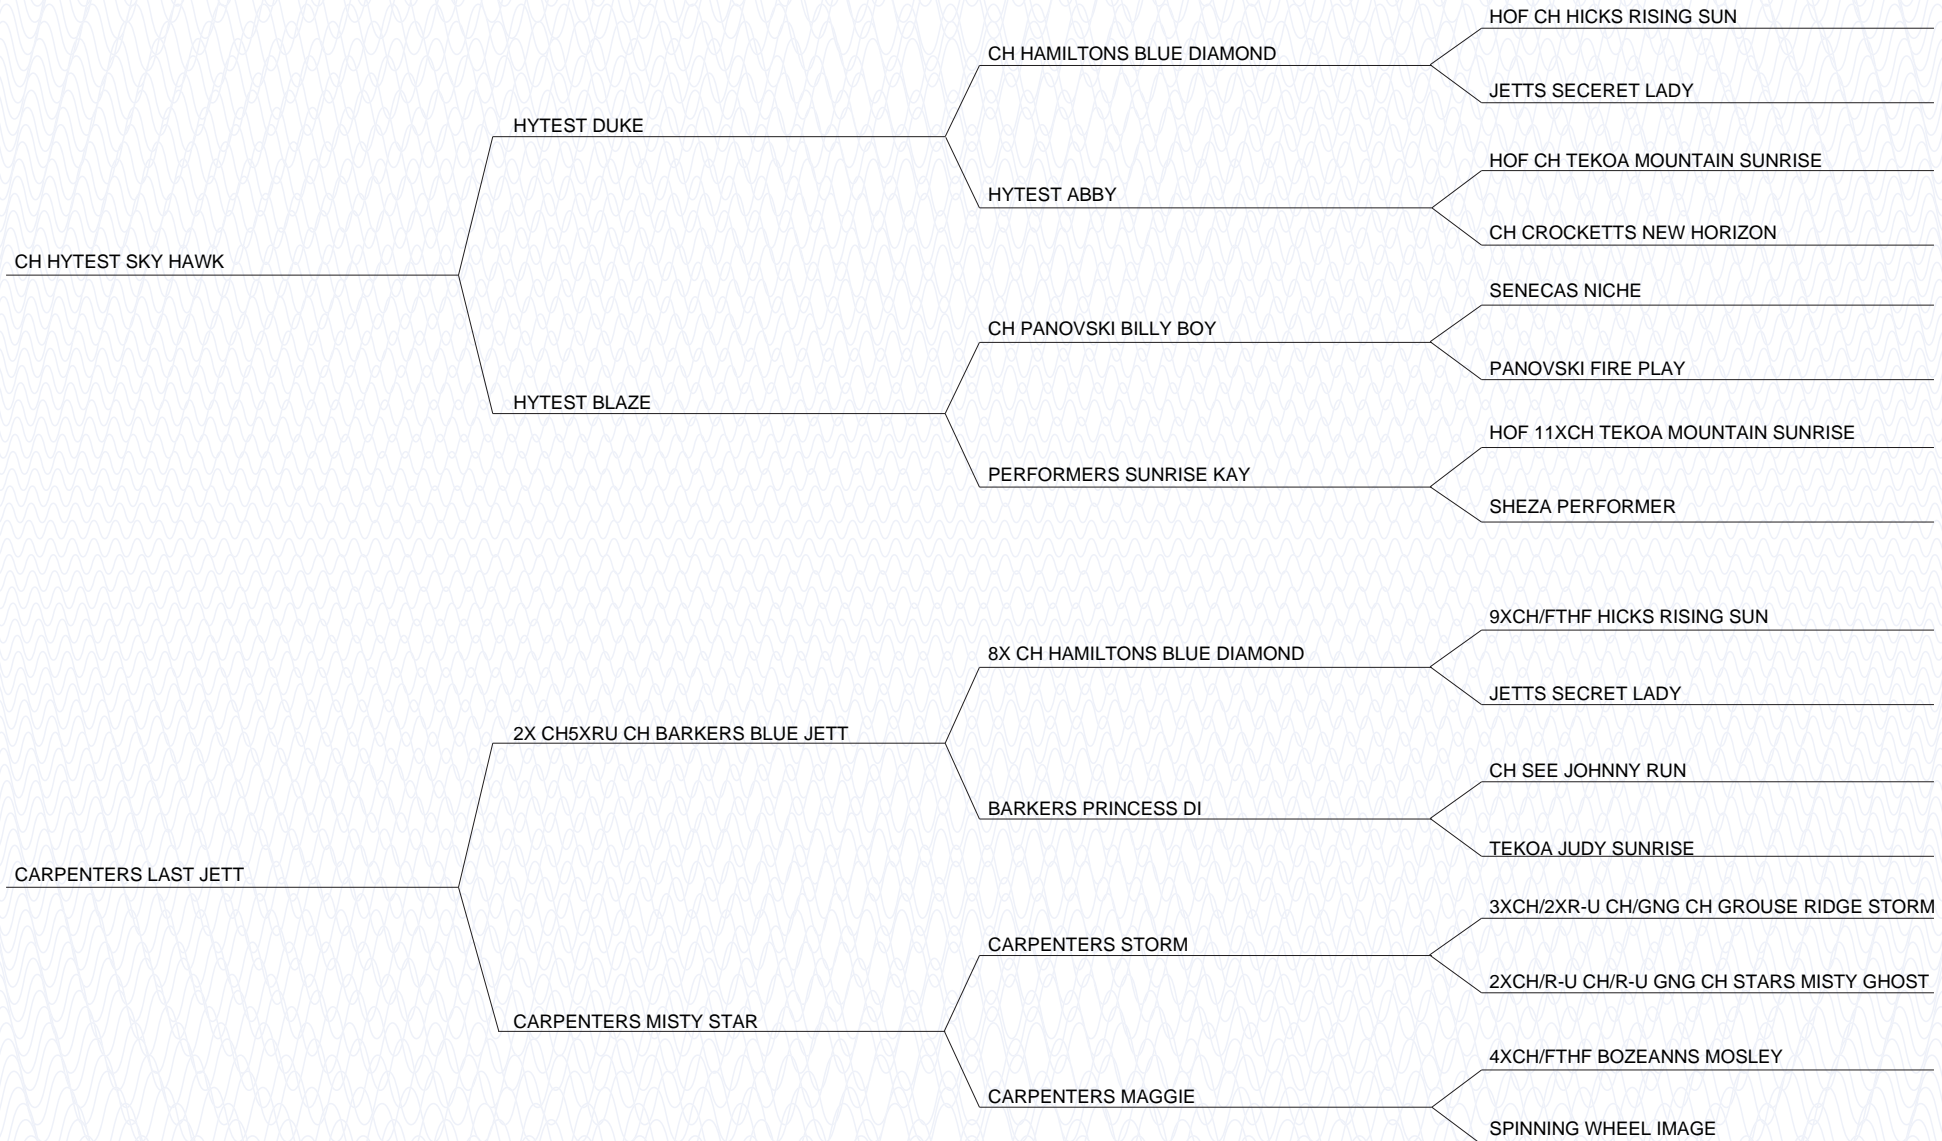 HOF CH HICKS RISING SUN
CH HAMILTONS BLUE DIAMOND
JETTS SECERET LADY
HYTEST DUKE
HOF CH TEKOA MOUNTAIN SUNRISE
HYTEST ABBY
CH CROCKETTS NEW HORIZON
CH HYTEST SKY HAWK
SENECAS NICHE
CH PANOVSKI BILLY BOY
PANOVSKI FIRE PLAY
HYTEST BLAZE
HOF 11XCH TEKOA MOUNTAIN SUNRISE
PERFORMERS SUNRISE KAY
SHEZA PERFORMER
9XCH/FTHF HICKS RISING SUN
8X CH HAMILTONS BLUE DIAMOND
JETTS SECRET LADY
2X CH5XRU CH BARKERS BLUE JETT
CH SEE JOHNNY RUN
BARKERS PRINCESS DI
TEKOA JUDY SUNRISE
CARPENTERS LAST JETT
3XCH/2XR-U CH/GNG CH GROUSE RIDGE STORM
CARPENTERS STORM
2XCH/R-U CH/R-U GNG CH STARS MISTY GHOST
CARPENTERS MISTY STAR
4XCH/FTHF BOZEANNS MOSLEY
CARPENTERS MAGGIE
SPINNING WHEEL IMAGE